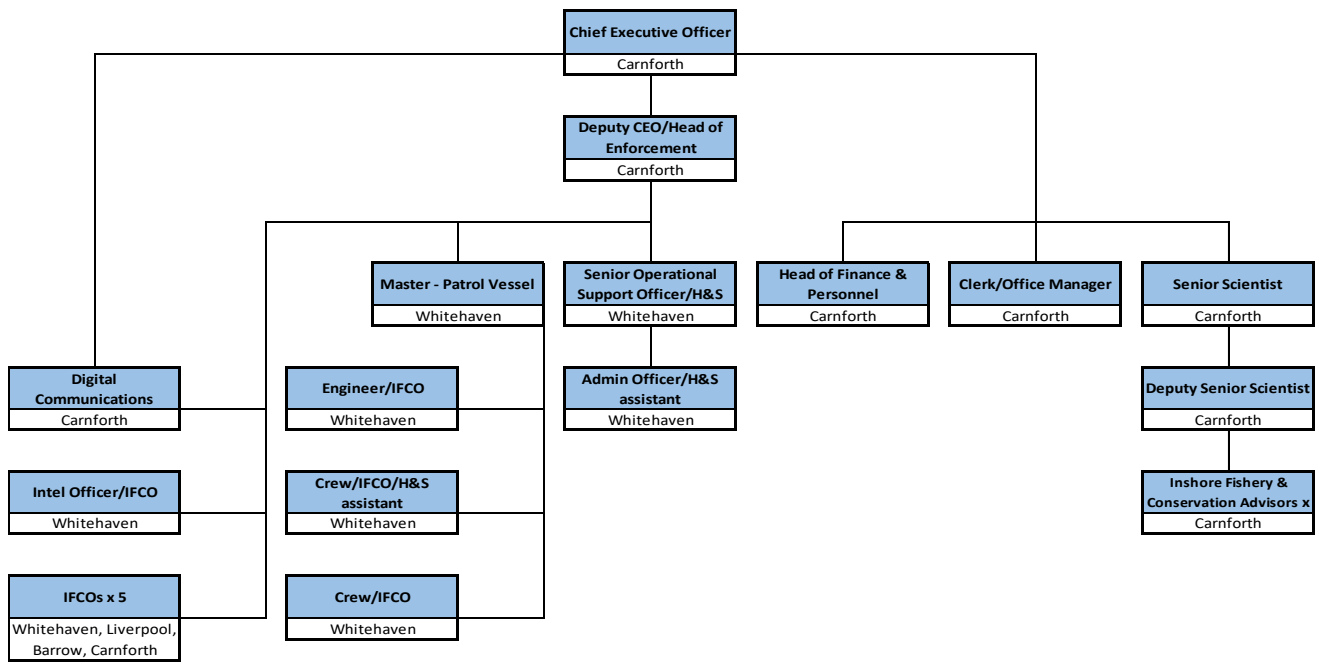 Chief Executive Officer
Carnforth
Deputy CEO/Head of
Enforcement
Carnforth
Master - Patrol Vessel
Whitehaven
Senior Operational
Support Officer/H&S
Whitehaven
Head of Finance &
Personnel
Carnforth
Clerk/Office Manager
Carnforth
Senior Scientist
Carnforth
Digital
Communications
Carnforth
Engineer/IFCO
Whitehaven
Admin Officer/H&S
assistant
Whitehaven
Deputy Senior Scientist
Carnforth
Intel Officer/IFCO
Whitehaven
Crew/IFCO/H&S
assistant
Whitehaven
Inshore Fishery &
Conservation Advisors x
Carnforth
IFCOs x 5
Whitehaven, Liverpool,
Barrow, Carnforth
Crew/IFCO
Whitehaven